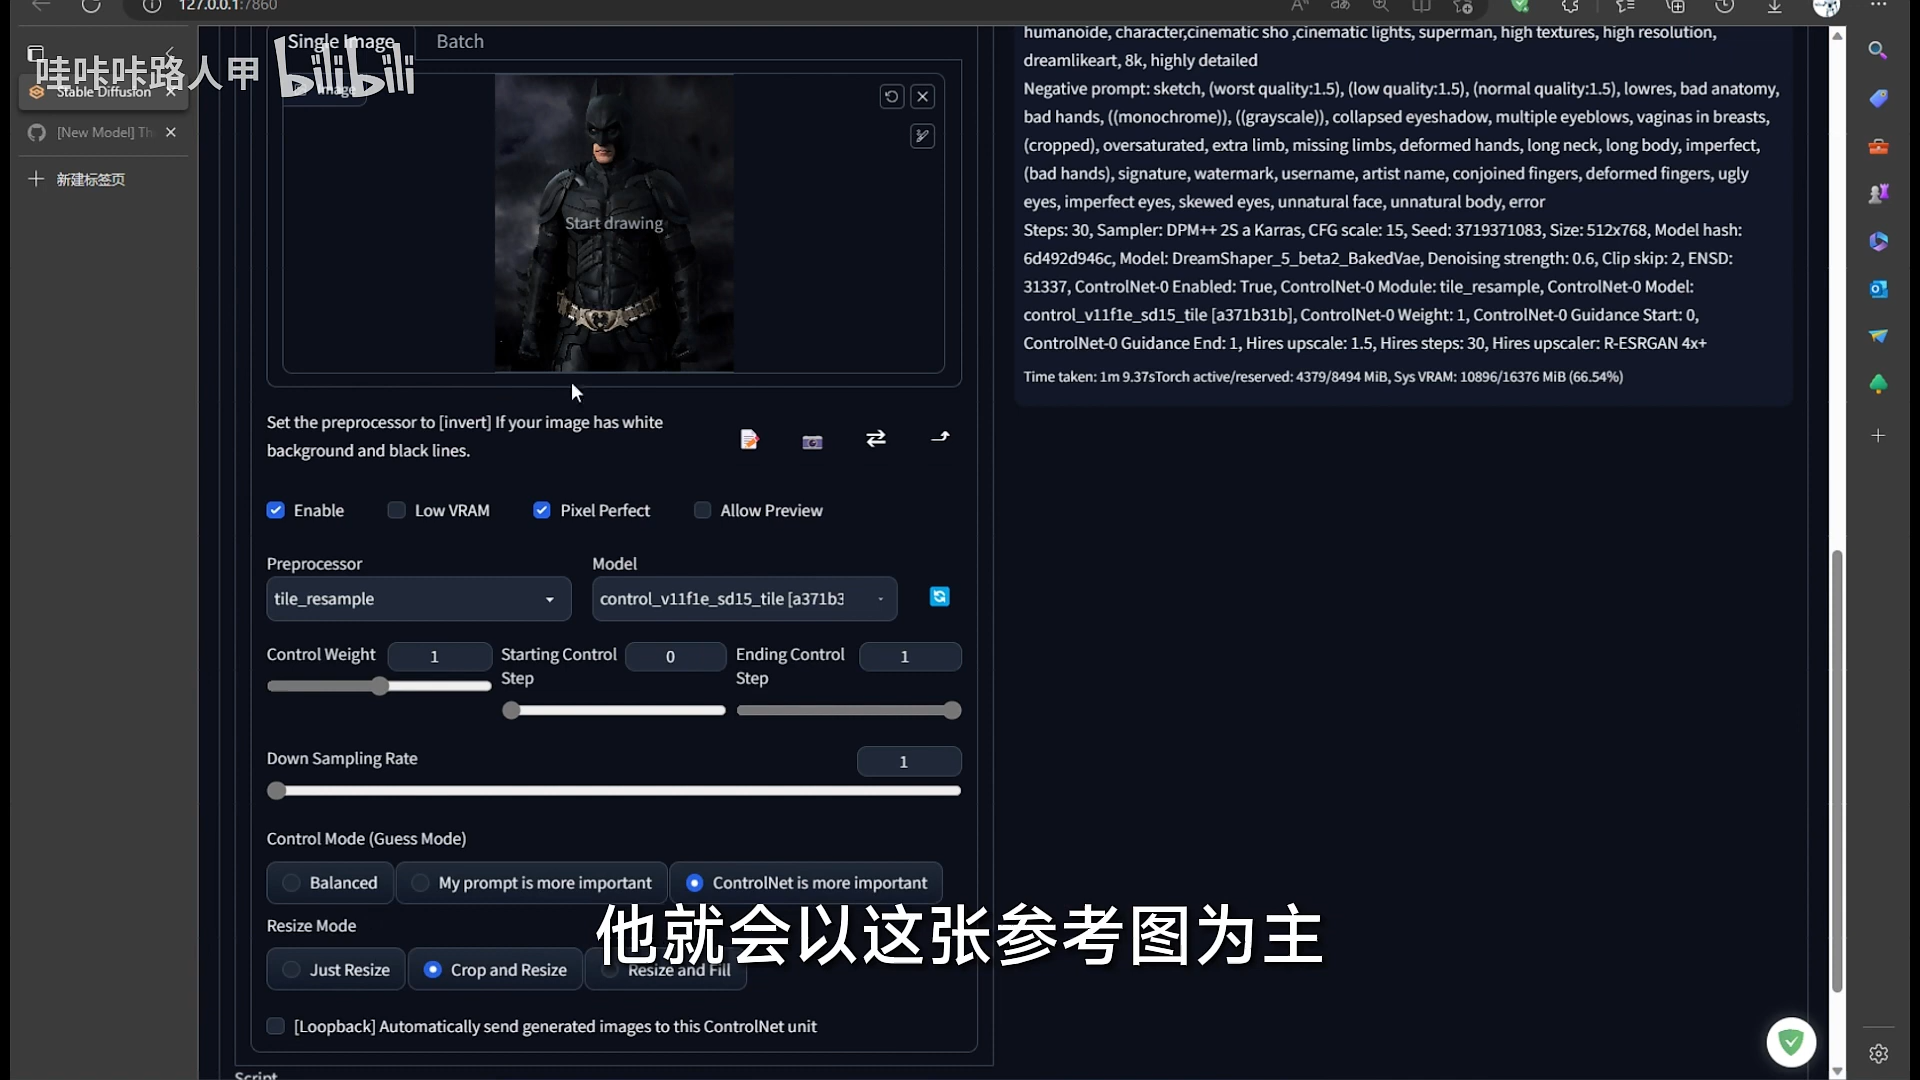 127.0.0.1:7860
哇咔咔路人甲 bilibili
Stable Diffusion
[New Model] Th
新建标签页
Single Image
Batch
Image
Start drawing
Set the preprocessor to [invert] If your image has white
background and black lines.
Enable
Low VRAM
Pixel Perfect
Allow Preview
Preprocessor
Model
tile_resample
control_v11f1e_sd15_tile [a371b3
Control Weight
1
Starting Control
Step
0
Ending Control
Step
1
Down Sampling Rate
1
Control Mode (Guess Mode)
Balanced
My prompt is more important
ControlNet is more important
Resize Mode
Just Resize
Crop and Resize
Resize and Fill
[Loopback] Automatically send generated images to this ControlNet unit
Script
humanoide, character,cinematic sho ,cinematic lights, superman, high textures, high resolution,
dreamlikeart, 8k, highly detailed
Negative prompt: sketch, (worst quality:1.5), (low quality:1.5), (normal quality:1.5), lowres, bad anatomy,
bad hands, ((monochrome)), ((grayscale)), collapsed eyeshadow, multiple eyeblows, vaginas in breasts,
(cropped), oversaturated, extra limb, missing limbs, deformed hands, long neck, long body, imperfect,
(bad hands), signature, watermark, username, artist name, conjoined fingers, deformed fingers, ugly
eyes, imperfect eyes, skewed eyes, unnatural face, unnatural body, error
Steps: 30, Sampler: DPM++ 2S a Karras, CFG scale: 15, Seed: 3719371083, Size: 512x768, Model hash:
6d492d946c, Model: DreamShaper_5_beta2_BakedVae, Denoising strength: 0.6, Clip skip: 2, ENSD:
31337, ControlNet-0 Enabled: True, ControlNet-0 Module: tile_resample, ControlNet-0 Model:
control_v11f1e_sd15_tile [a371b31b], ControlNet-0 Weight: 1, ControlNet-0 Guidance Start: 0,
ControlNet-0 Guidance End: 1, Hires upscale: 1.5, Hires steps: 30, Hires upscaler: R-ESRGAN 4x+
Time taken: 1m 9.37sTorch active/reserved: 4379/8494 MiB, Sys VRAM: 10896/16376 MiB (66.54%)
他就会以这张参考图为主